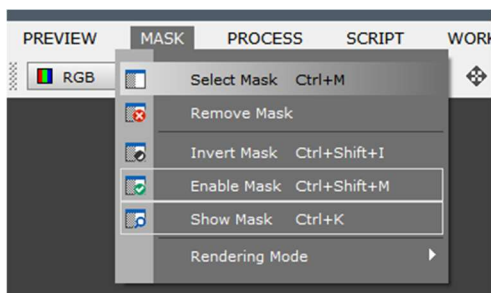 PREVIEW MASK PROCESS SCRIPT
RGB
Select Mask Ctrl+M
Remove Mask
Invert Mask Ctrl+Shift+I
Enable Mask Ctrl+Shift+M
Show Mask Ctrl+K
Rendering Mode